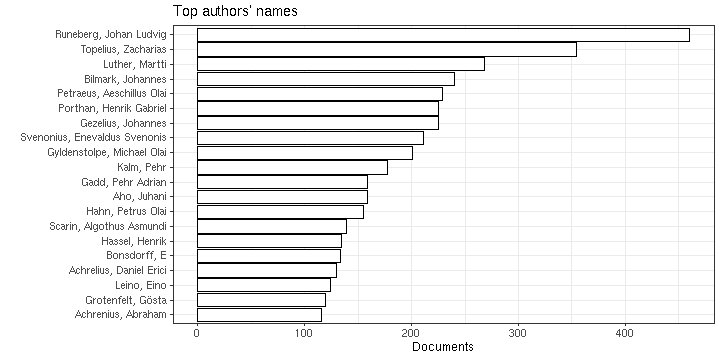 Top authors' names
Runeberg, Johan Ludvig
Topelius, Zacharias
Luther, Martti
Bilmark, Johannes
Petraeus, Aeschillus Olai
Porthan, Henrik Gabriel
Gezelius, Johannes
Svenonius, Enevaldus Svenonis
Gyldenstolpe, Michael Olai
Kalm, Pehr
Gadd, Pehr Adrian
Aho, Juhani
Hahn, Petrus Olai
Scarin, Algothus Asmundi
Hassel, Henrik
Bonsdorff, E
Achrelius, Daniel Erici
Leino, Eino
Grotenfelt, Gösta
Achrenius, Abraham
0 100 200 300 400
Documents